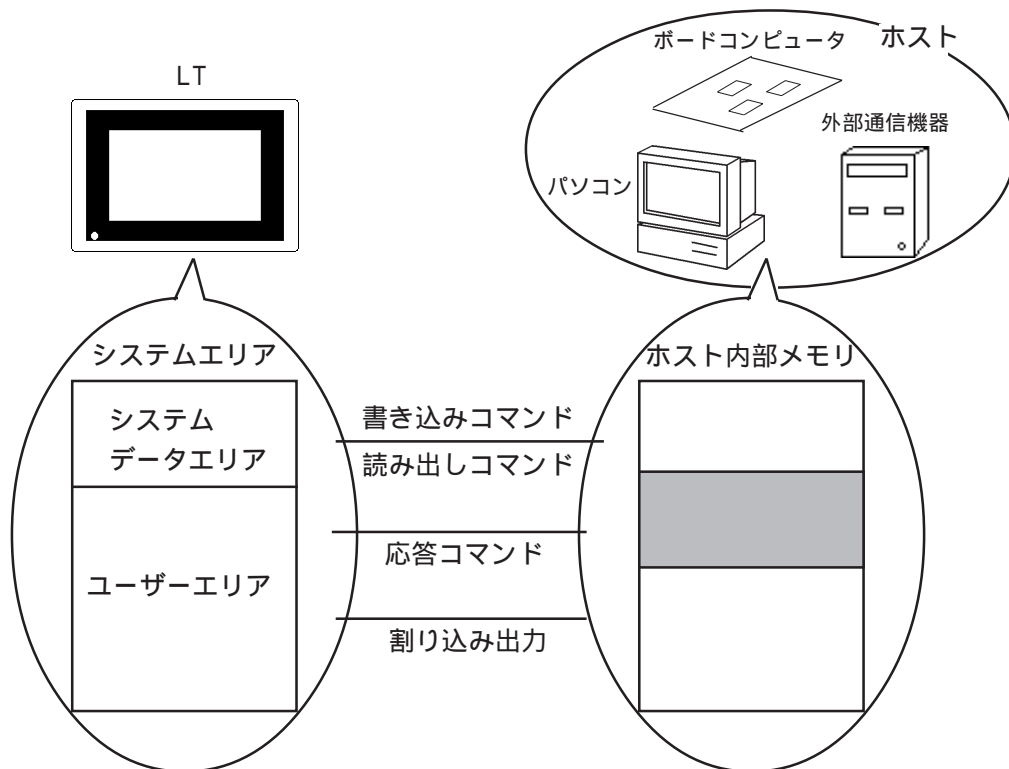 LT
ボードコンピュータ
ホスト
外部通信機器
パソコン
システムエリア
ホスト内部メモリ
システム
データエリア
書き込みコマンド
読み出しコマンド
応答コマンド
ユーザーエリア
割り込み出力